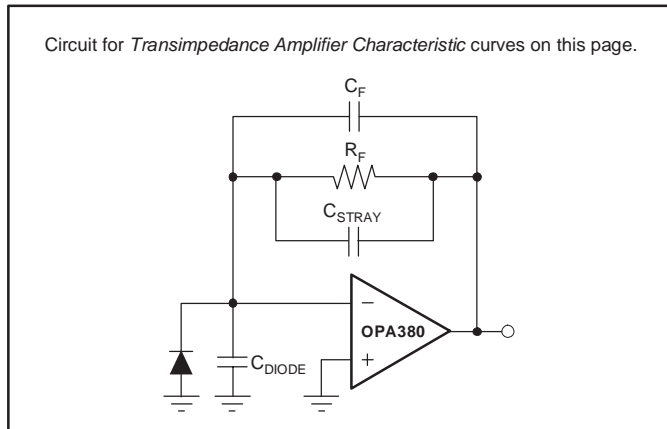 Circuit for Transimpedance Amplifier Characteristic curves on this page.
CF
RF
CSTRAY
−
OPA380
+
CDIODE